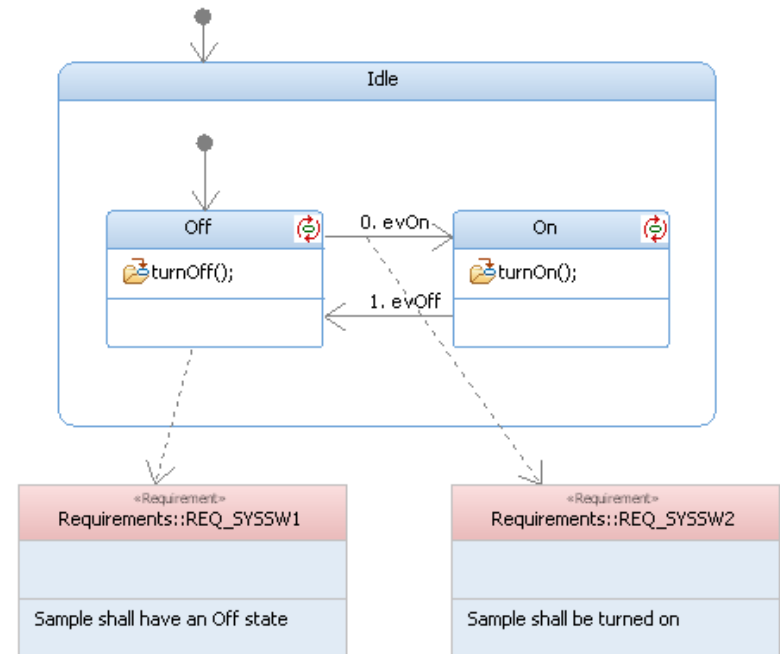 Idle
Off
0. evOn
On
turnOff();
turnOn();
1. evOff
«Requirement»
Requirements::REQ_SYSSW1
Sample shall have an Off state
«Requirement»
Requirements::REQ_SYSSW2
Sample shall be turned on